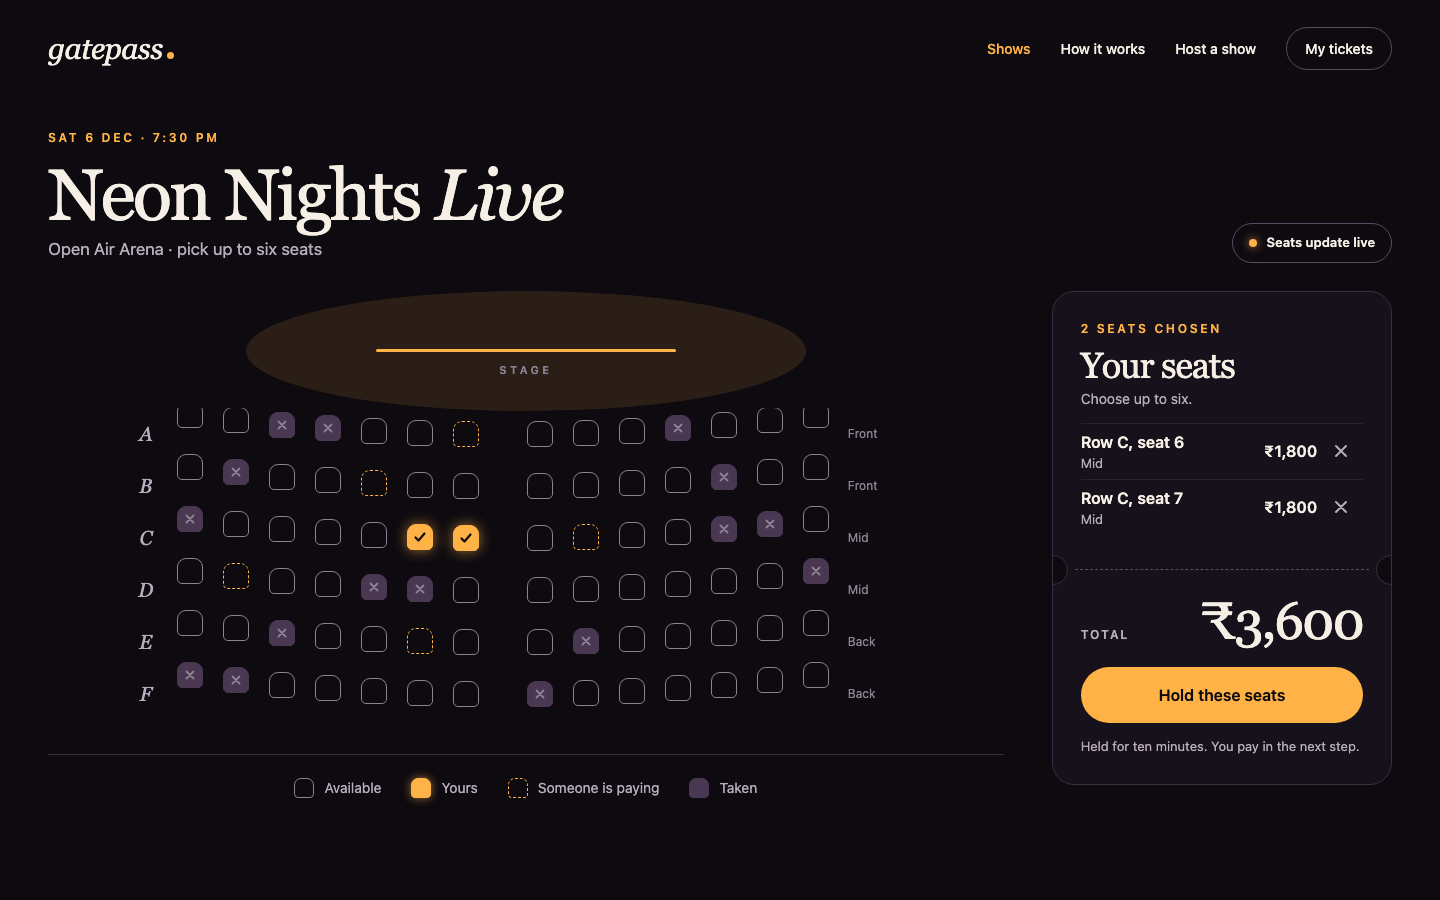 gatepass.
Shows
How it works
Host a show
My tickets
SAT 6 DEC · 7:30 PM
Neon Nights Live
Open Air Arena · pick up to six seats
Seats update live
STAGE
A
Front
B
Front
C
Mid
D
Mid
E
Back
F
Back
Available
Yours
Someone is paying
Taken
2 SEATS CHOSEN
Your seats
Choose up to six.
Row C, seat 6
Mid
₹1,800
Row C, seat 7
Mid
₹1,800
TOTAL
₹3,600
Hold these seats
Held for ten minutes. You pay in the next step.